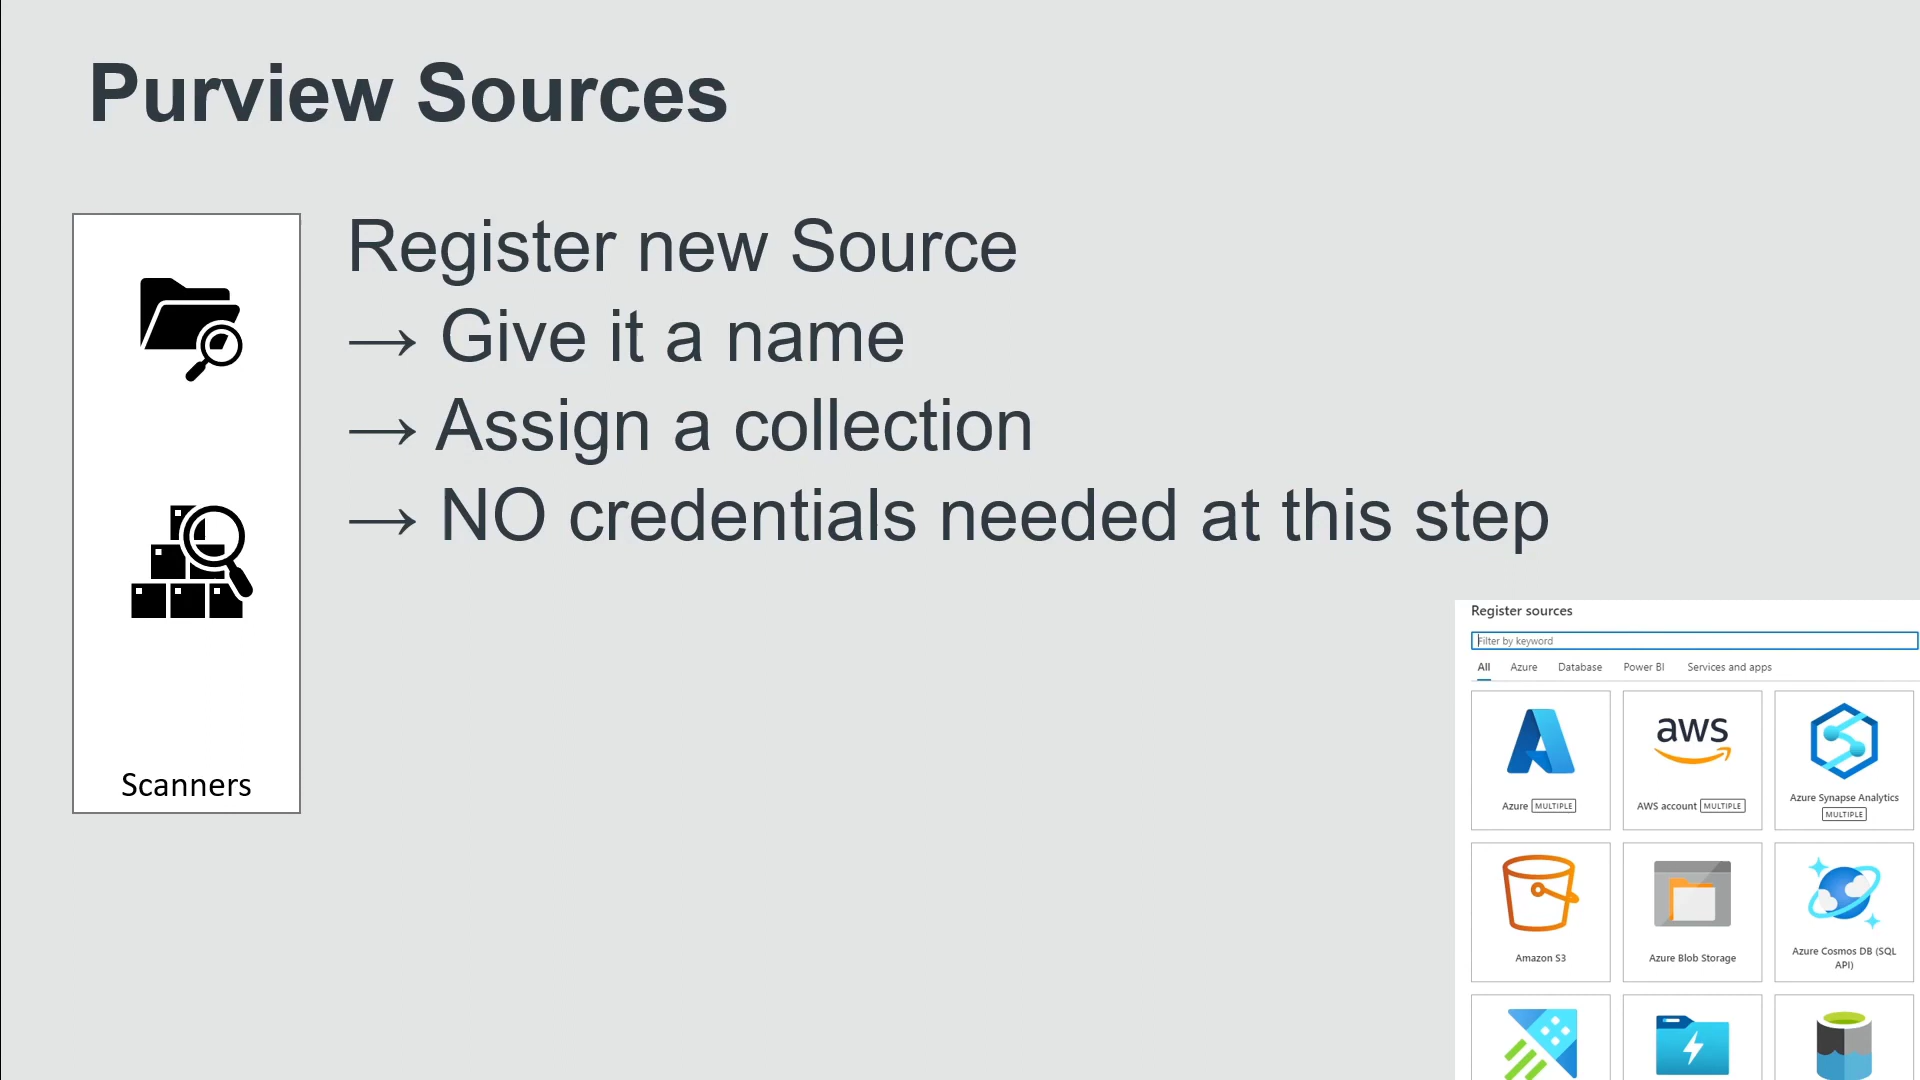 Purview Sources
Register new Source
→ Give it a name
→ Assign a collection
→ NO credentials needed at this step
Scanners
Register sources
Filter by keyword
All Azure Database Power BI Services and apps
aws
Azure MULTIPLE
AWS account MULTIPLE
Azure Synapse Analytics
MULTIPLE
Amazon S3
Azure Blob Storage
Azure Cosmos DB (SQL
API)